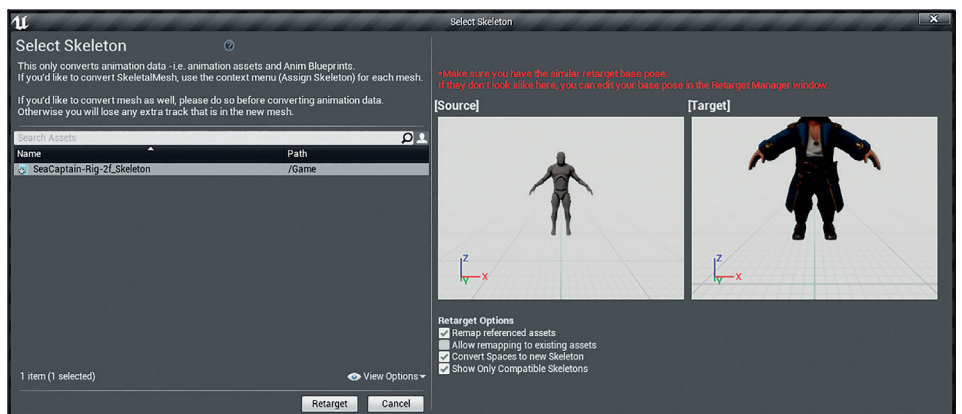 Select Skeleton
Select Skeleton
This only converts animation data -i.e. animation assets and Anim Blueprints.
If you'd like to convert SkeletalMesh, use the context menu (Assign Skeleton) for each mesh.
If you'd like to convert mesh as well, please do so before converting animation data.
Otherwise you will lose any extra track that is in the new mesh.
Search Assets
Name Path
SeaCaptain-Rig-2f_Skeleton /Game
1 item (1 selected) View Options
Retarget Cancel
*Make sure you have the similar retarget base pose.
If they don't look alike here, you can edit your base pose in the Retarget Manager window.
[Source] [Target]
Z
X
Y
Z
X
Y
Retarget Options
Remap referenced assets
Allow remapping to existing assets
Convert Spaces to new Skeleton
Show Only Compatible Skeletons